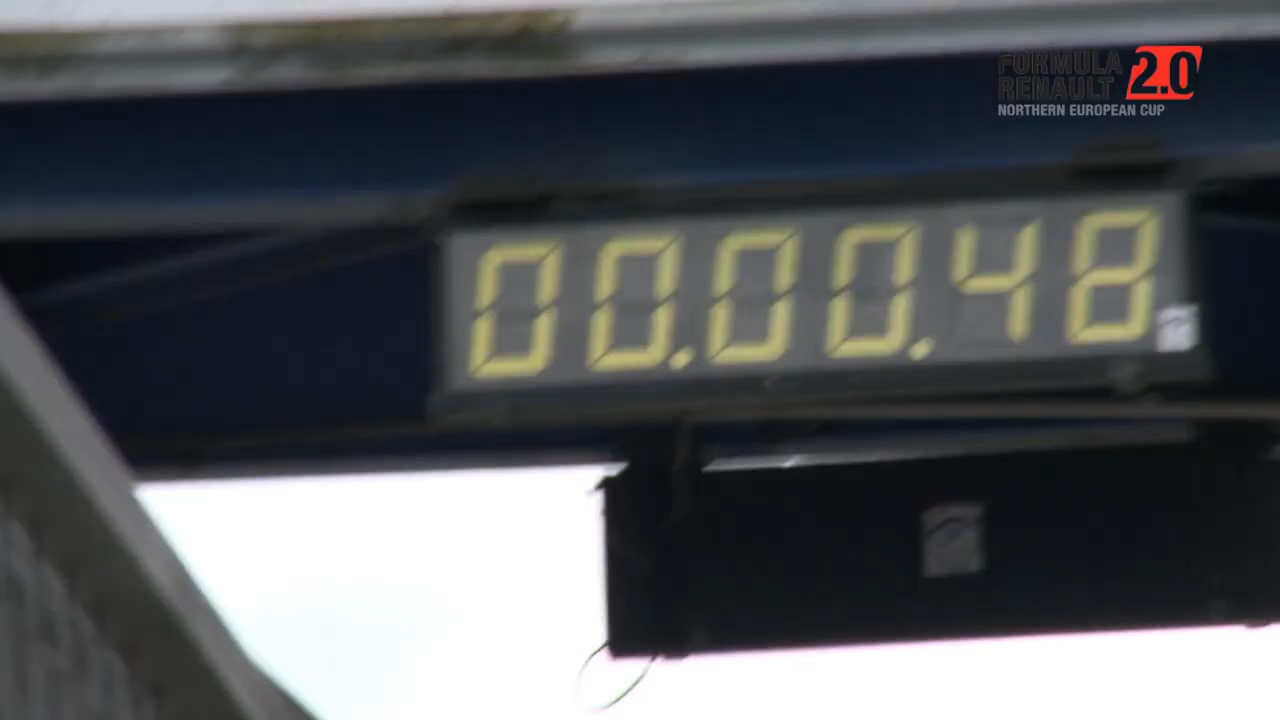 FORMULA
RENAULT 2.0
NORTHERN EUROPEAN CUP
00.00.48